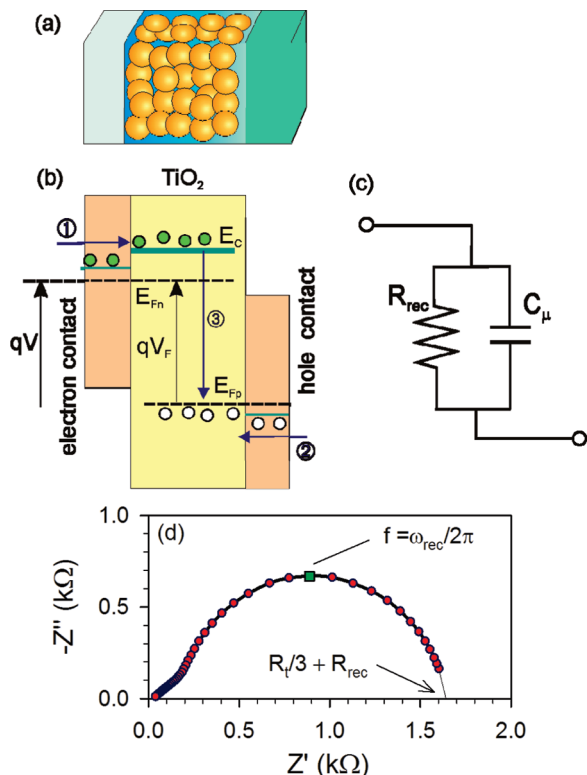 (a)
(b)
TiO₂
(c)
①
E_C
E_Fn
qV
qV_F
③
E_Fp
electron contact
hole contact
②
R_rec
C_μ
(d)
f = ω_rec/2π
R_t/3 + R_rec
-Z'' (kΩ)
1.0
0.5
0.0
0.0 0.5 1.0 1.5 2.0
Z' (kΩ)